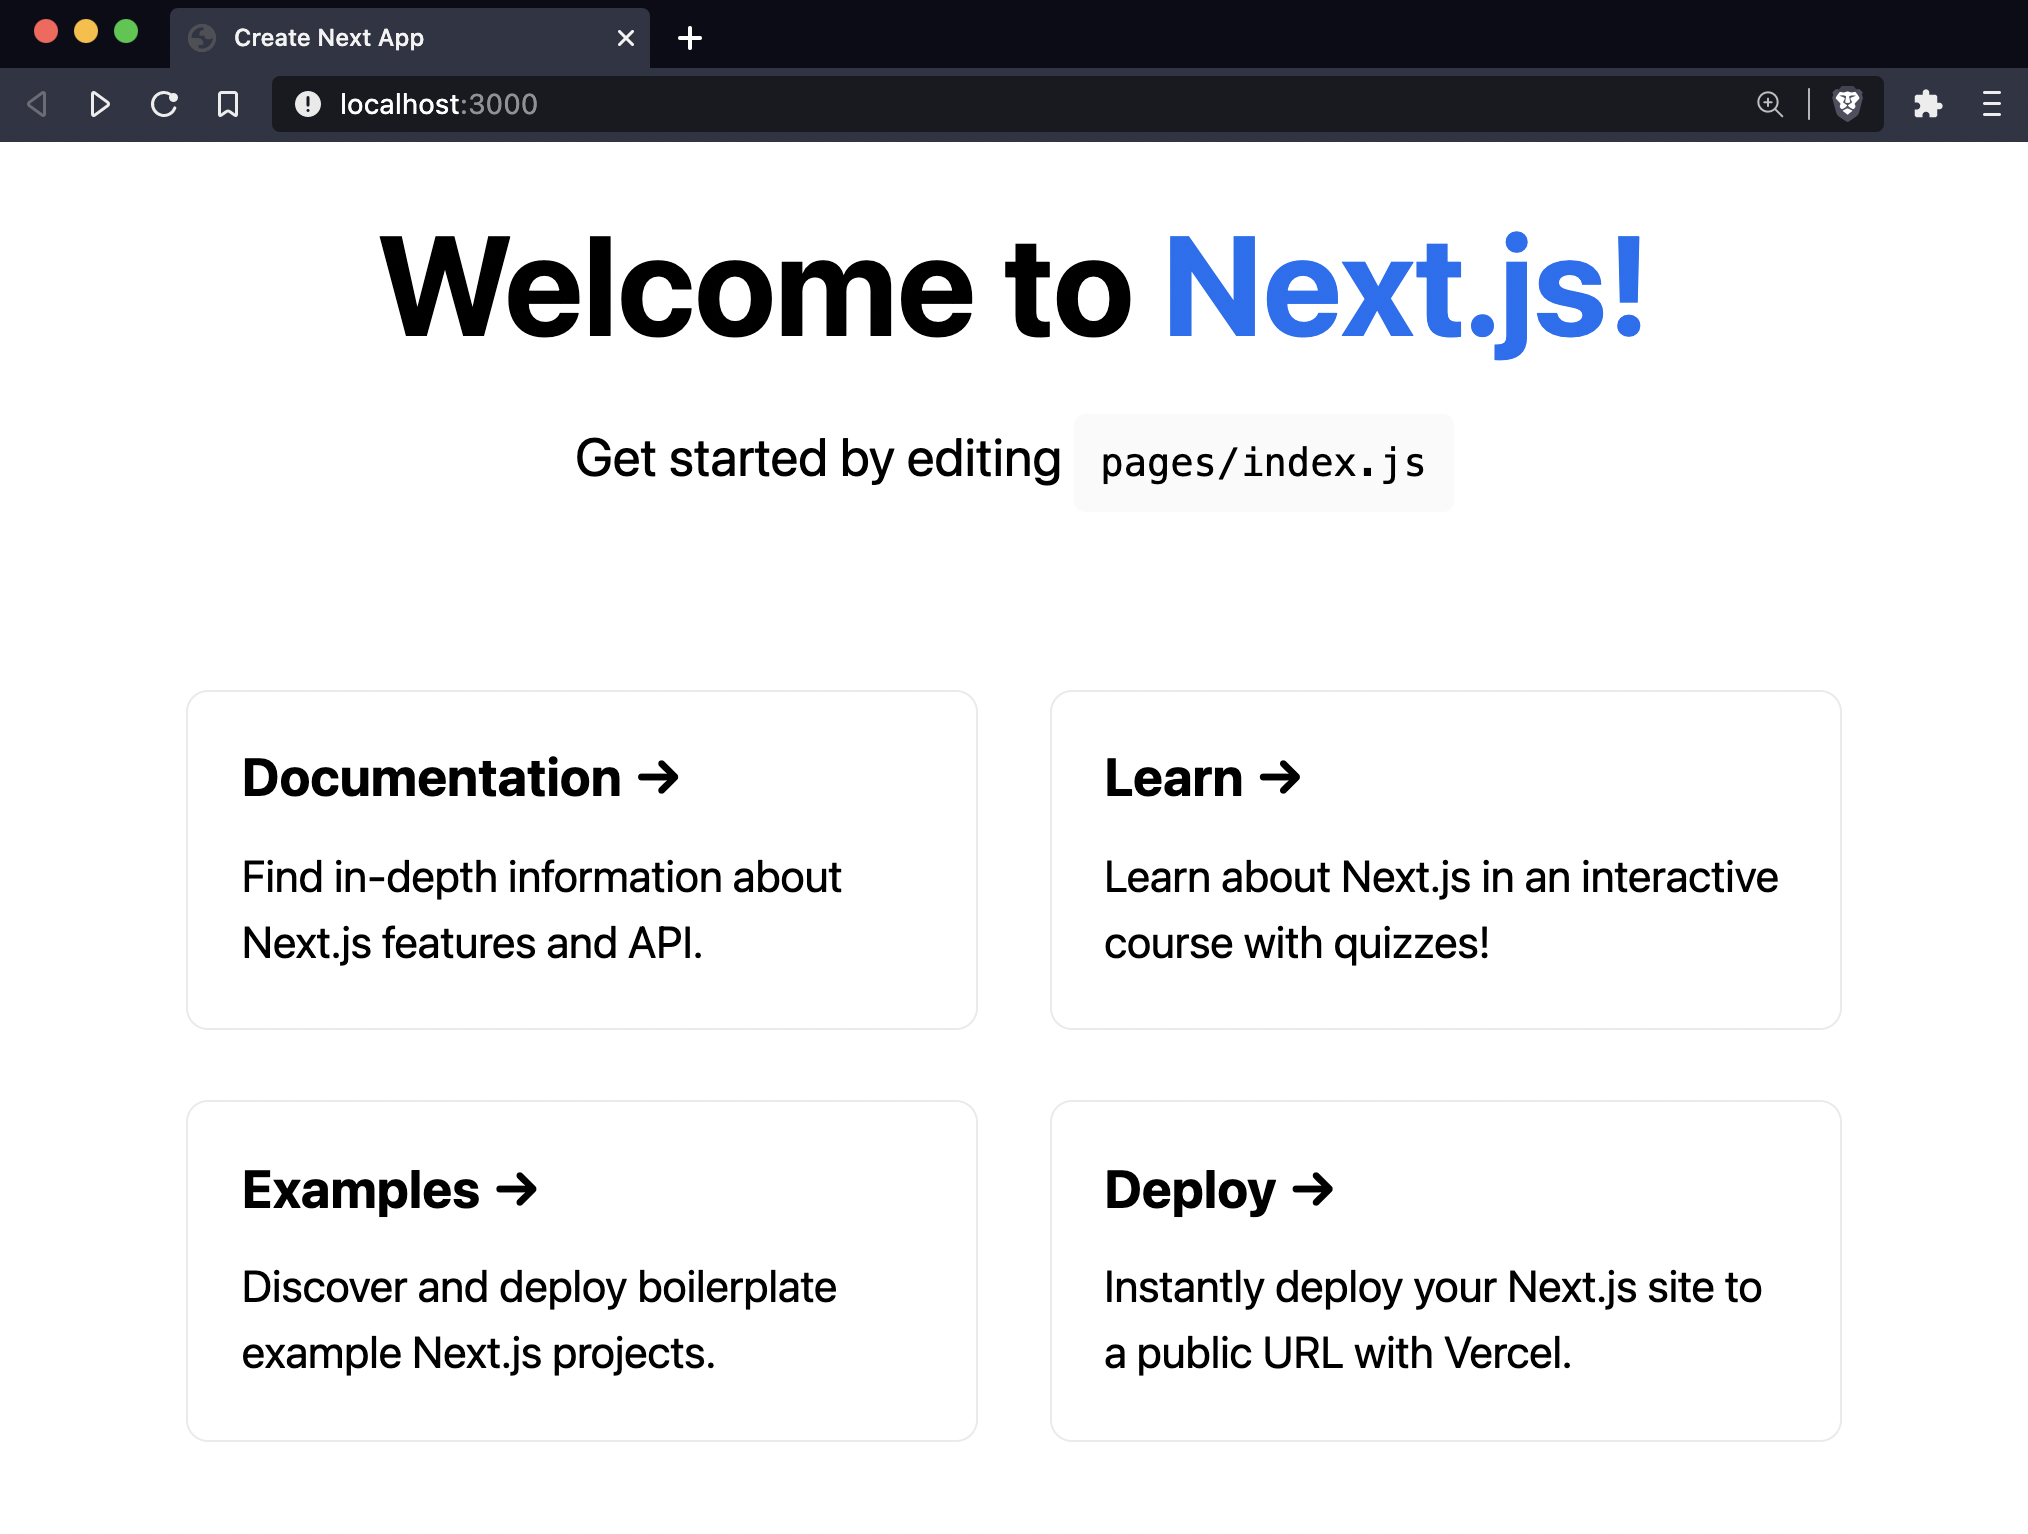 Create Next App
localhost:3000
Welcome to Next.js!
Get started by editing pages/index.js
Documentation →
Find in-depth information about
Next.js features and API.
Learn →
Learn about Next.js in an interactive
course with quizzes!
Examples →
Discover and deploy boilerplate
example Next.js projects.
Deploy →
Instantly deploy your Next.js site to
a public URL with Vercel.